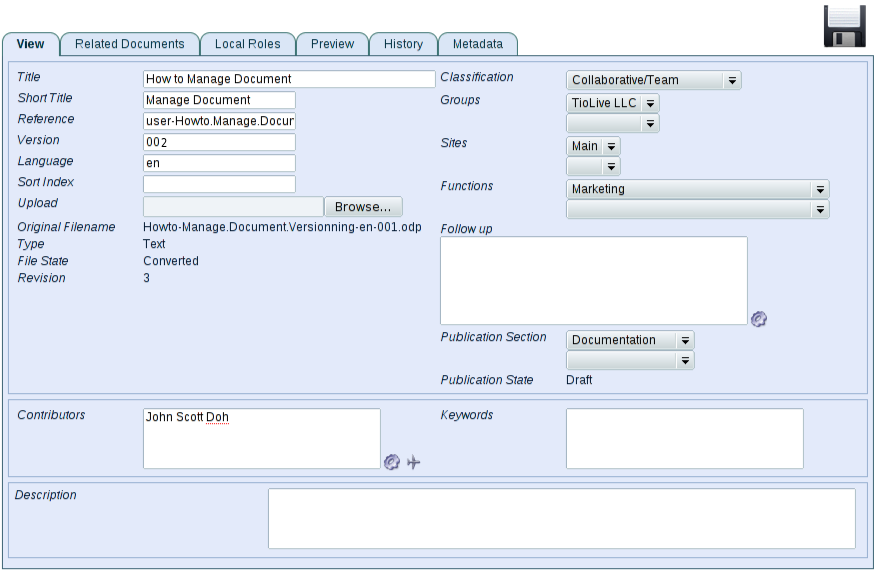 View Related Documents Local Roles Preview History Metadata
Title How to Manage Document
Short Title Manage Document
Reference user-Howto.Manage.Docum
Version 002
Language en
Sort Index
Upload Browse...
Original Filename Howto-Manage.Document.Versionning-en-001.odp
Type Text
File State Converted
Revision 3
Classification Collaborative/Team
Groups TioLive LLC
Sites Main
Functions Marketing
Follow up
Publication Section Documentation
Publication State Draft
Contributors John Scott Doh
Keywords
Description